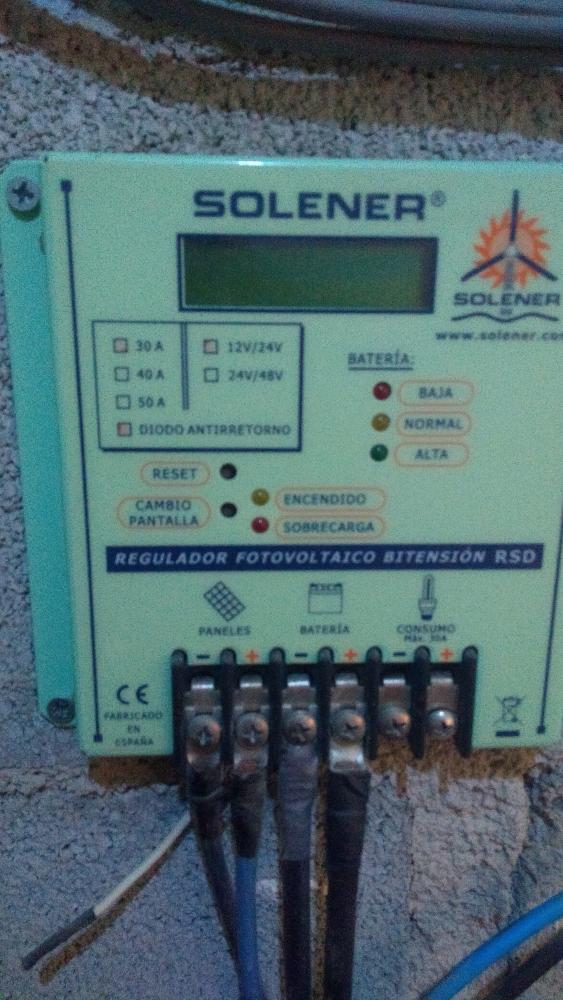 SOLENER®
SOLENER
www.solener.com
30 A
12V/24V
40 A
24V/48V
50 A
DIODO ANTIRRETORNO
BATERÍA:
BAJA
NORMAL
ALTA
RESET
CAMBIO
PANTALLA
ENCENDIDO
SOBRECARGA
REGULADOR FOTOVOLTAICO BITENSIÓN RSD
PANELES
BATERÍA
CONSUMO
Máx. 30A
- + - + - +
CE
FABRICADO
EN
ESPAÑA